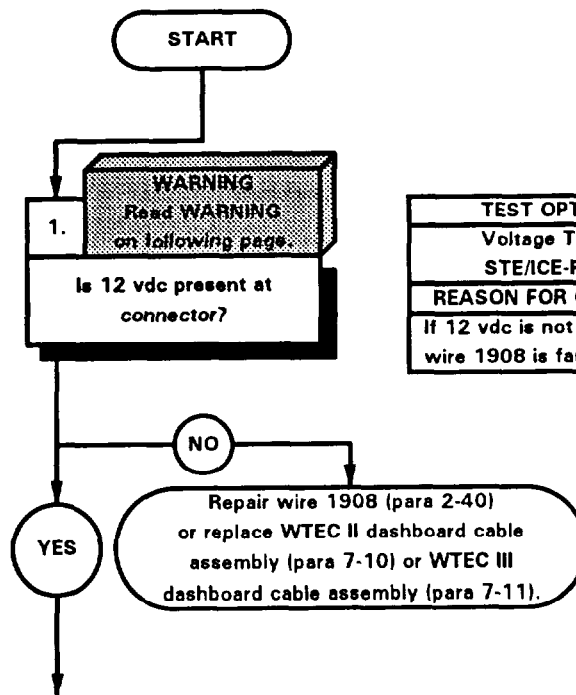 START
WARNING
Read WARNING
on following page.
1.
Is 12 vdc present at
connector?
TEST OPT
Voltage T
STE/ICE-
REASON FOR
If 12 vdc is not
wire 1908 is
NO
YES
Repair wire 1908 (para 2-40)
or replace WTEC II dashboard cable
assembly (para 7-10) or WTEC III
dashboard cable assembly (para 7-11).